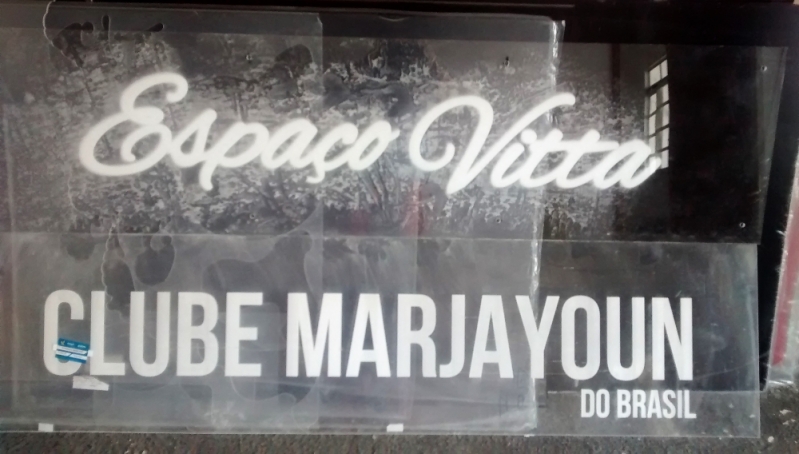 Espaço Vitta
CLUBE MARJAYOUN
DO BRASIL